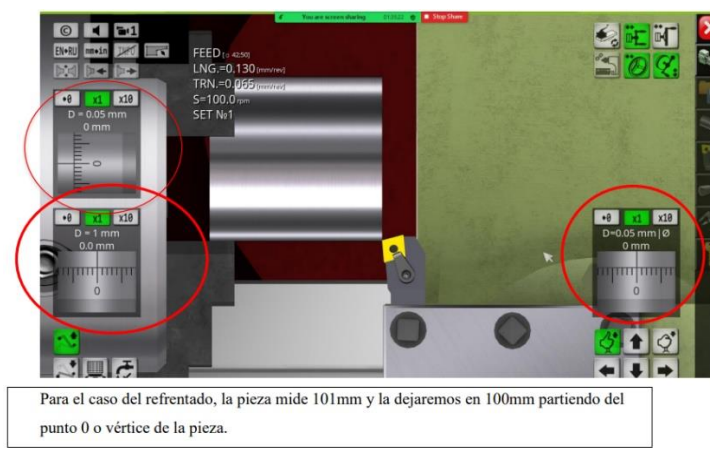 You are screen sharing
Stop Share
© 1
EN↔RU mm↔in INFO
FEED
LNG.=0.130 [mm/rev]
TRN.=0.065 [mm/rev]
S=100.0 rpm
SET №1
+0 x1 x10
D = 0.05 mm
0 mm
0
+0 x1 x10
D = 1 mm
0.0 mm
0
+0 x1 x10
D=0.05 mm|Ø
0 mm
0
Para el caso del refrentado, la pieza mide 101mm y la dejaremos en 100mm partiendo del
punto 0 o vértice de la pieza.